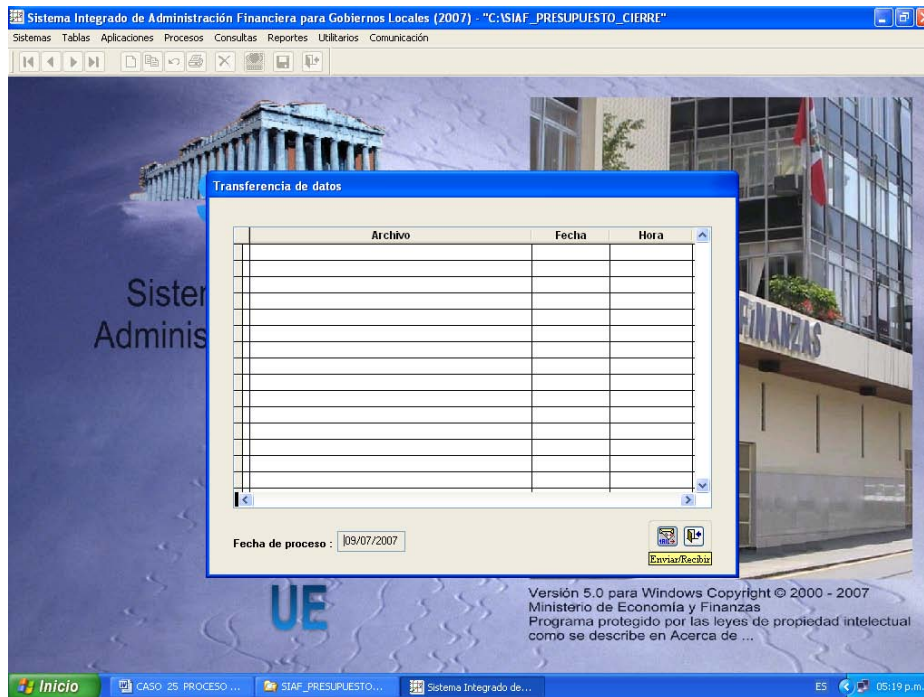 Sistema Integrado de Administración Financiera para Gobiernos Locales (2007) - "C:\SIAF_PRESUPUESTO_CIERRE"
Sistemas Tablas Aplicaciones Procesos Consultas Reportes Utilitarios Comunicación
Transferencia de datos
Archivo Fecha Hora
Sister
Adminis
FINANZAS
Fecha de proceso : 09/07/2007
Enviar/Recibir
UE
Versión 5.0 para Windows Copyright © 2000 - 2007
Ministerio de Economía y Finanzas
Programa protegido por las leyes de propiedad intelectual
como se describe en Acerca de ...
Inicio CASO 25 PROCESO ... SIAF_PRESUPUESTO... Sistema Integrado de... ES 05:19 p.m.